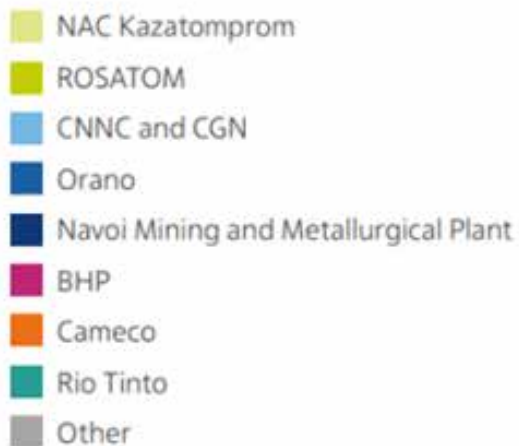 NAC Kazatomprom
ROSATOM
CNNC and CGN
Orano
Navoi Mining and Metallurgical Plant
BHP
Cameco
Rio Tinto
Other